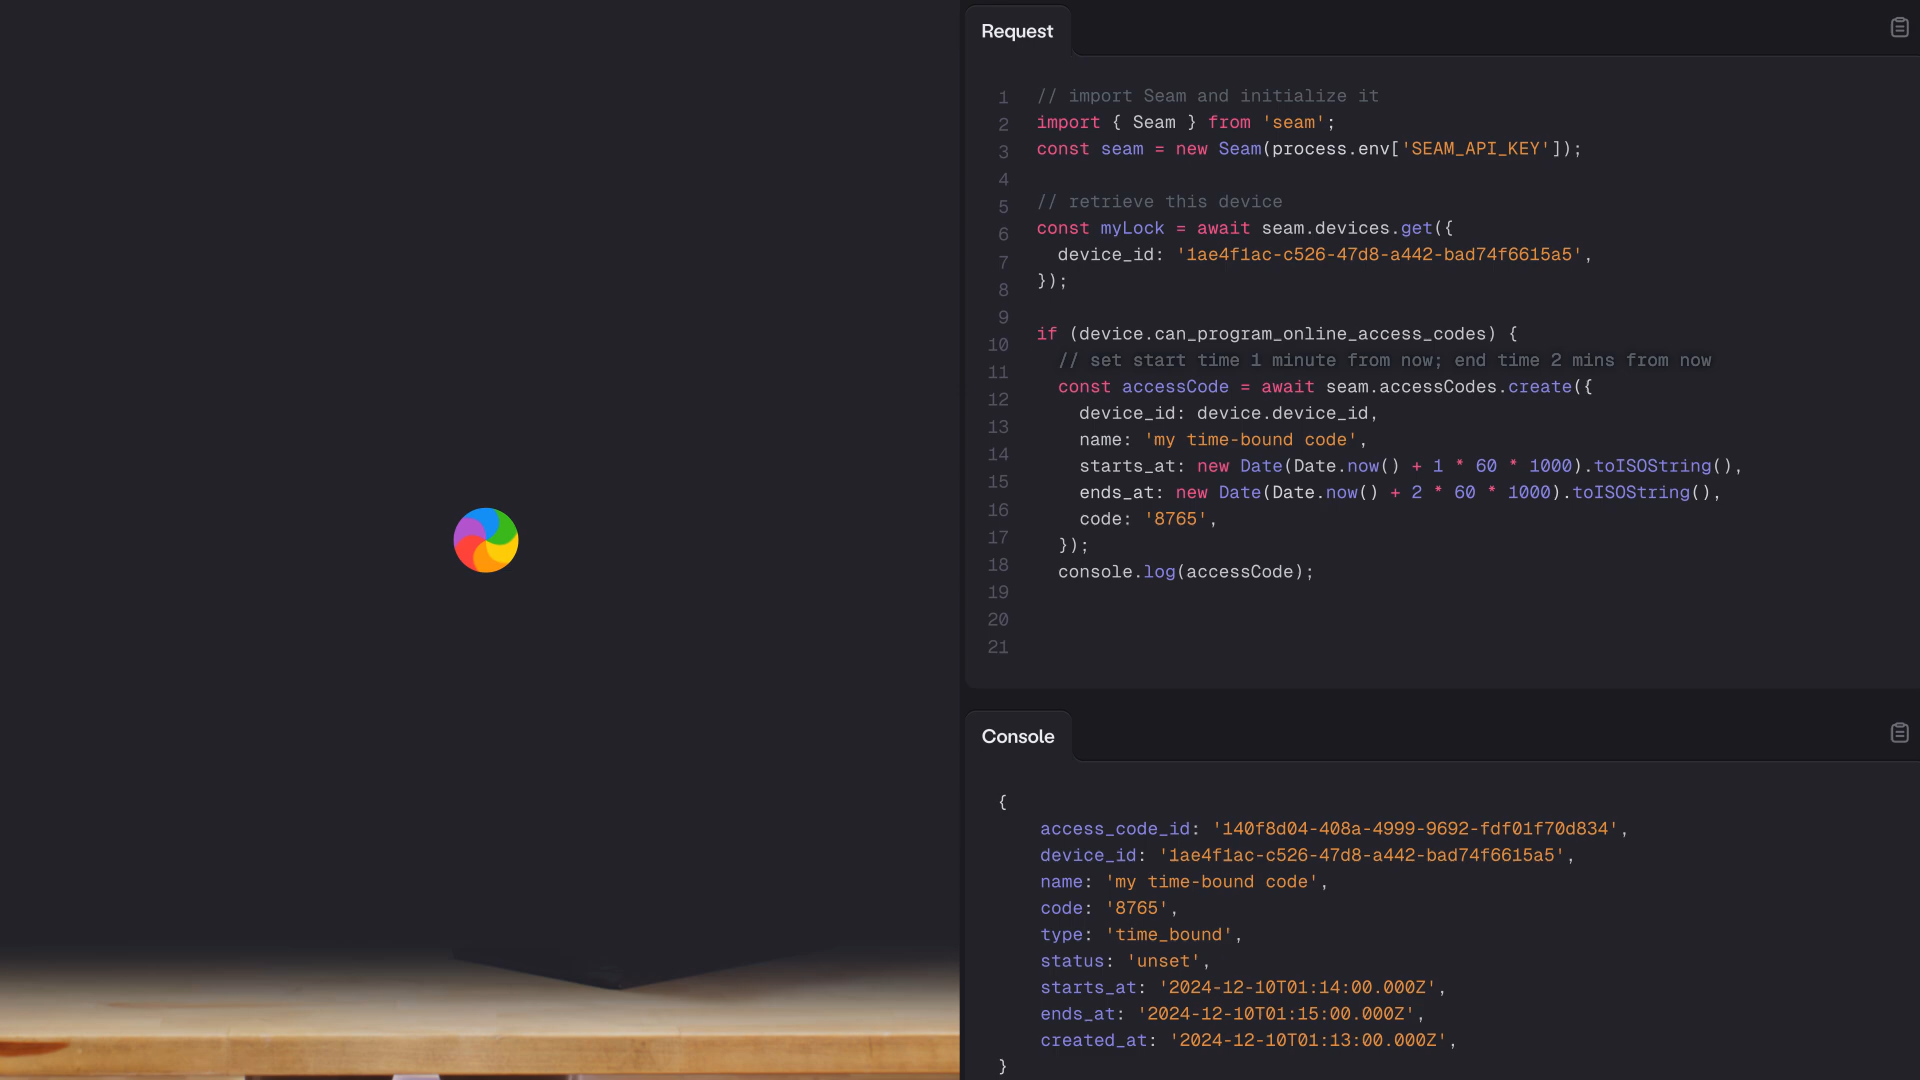 Request
1 // import Seam and initialize it
2 import { Seam } from 'seam';
3 const seam = new Seam(process.env['SEAM_API_KEY']);
4
5 // retrieve this device
6 const myLock = await seam.devices.get({
7 device_id: '1ae4f1ac-c526-47d8-a442-bad74f6615a5',
8 });
9
10 if (device.can_program_online_access_codes) {
11 // set start time 1 minute from now; end time 2 mins from now
12 const accessCode = await seam.accessCodes.create({
13 device_id: device.device_id,
14 name: 'my time-bound code',
15 starts_at: new Date(Date.now() + 1 * 60 * 1000).toISOString(),
16 ends_at: new Date(Date.now() + 2 * 60 * 1000).toISOString(),
17 code: '8765',
18 });
19 console.log(accessCode);
20
21
Console
{
access_code_id: '140f8d04-408a-4999-9692-fdf01f70d834',
device_id: '1ae4f1ac-c526-47d8-a442-bad74f6615a5',
name: 'my time-bound code',
code: '8765',
type: 'time_bound',
status: 'unset',
starts_at: '2024-12-10T01:14:00.000Z',
ends_at: '2024-12-10T01:15:00.000Z',
created_at: '2024-12-10T01:13:00.000Z',
}